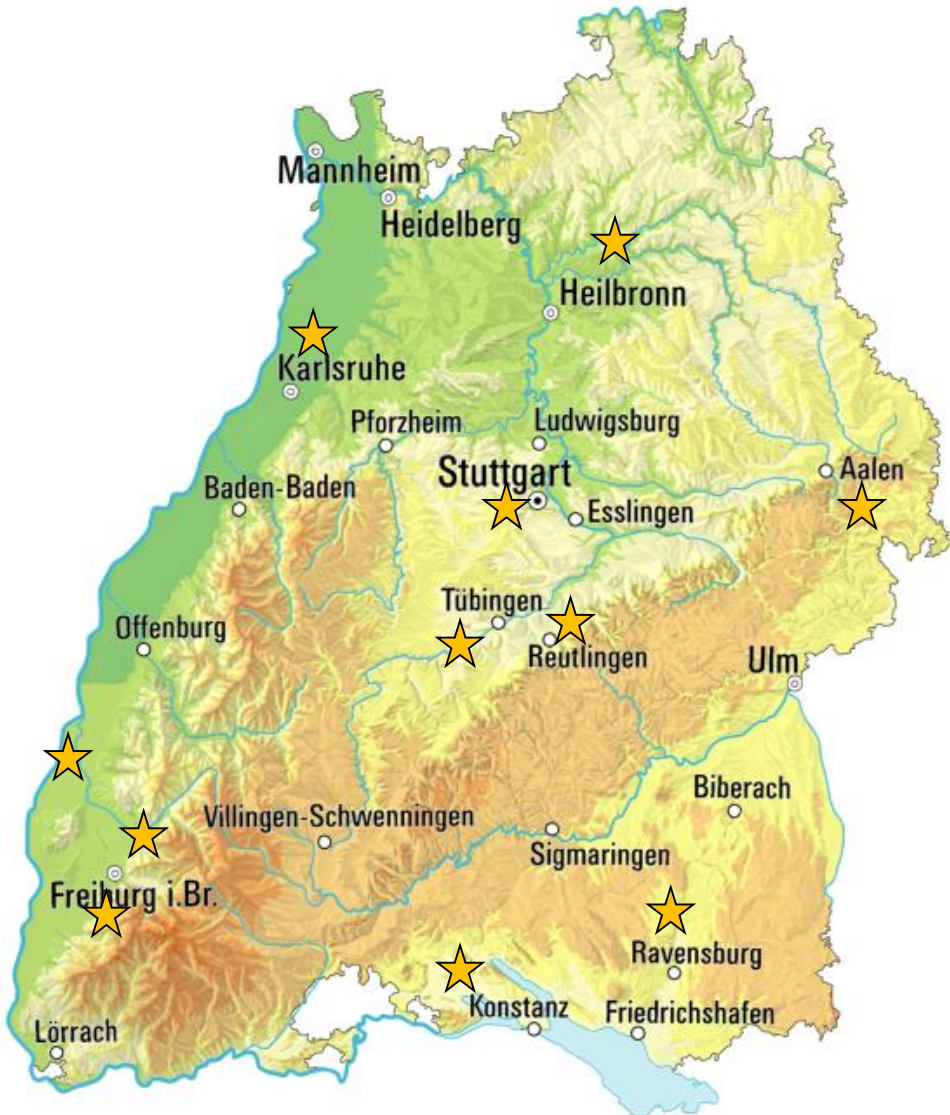 Mannheim
Heidelberg
Heilbronn
Karlsruhe
Pforzheim
Ludwigsburg
Stuttgart
Aalen
Baden-Baden
Esslingen
Tübingen
Offenburg
Reutlingen
Ulm
Biberach
Villingen-Schwenningen
Sigmaringen
Freiburg i.Br.
Ravensburg
Konstanz
Friedrichshafen
Lörrach